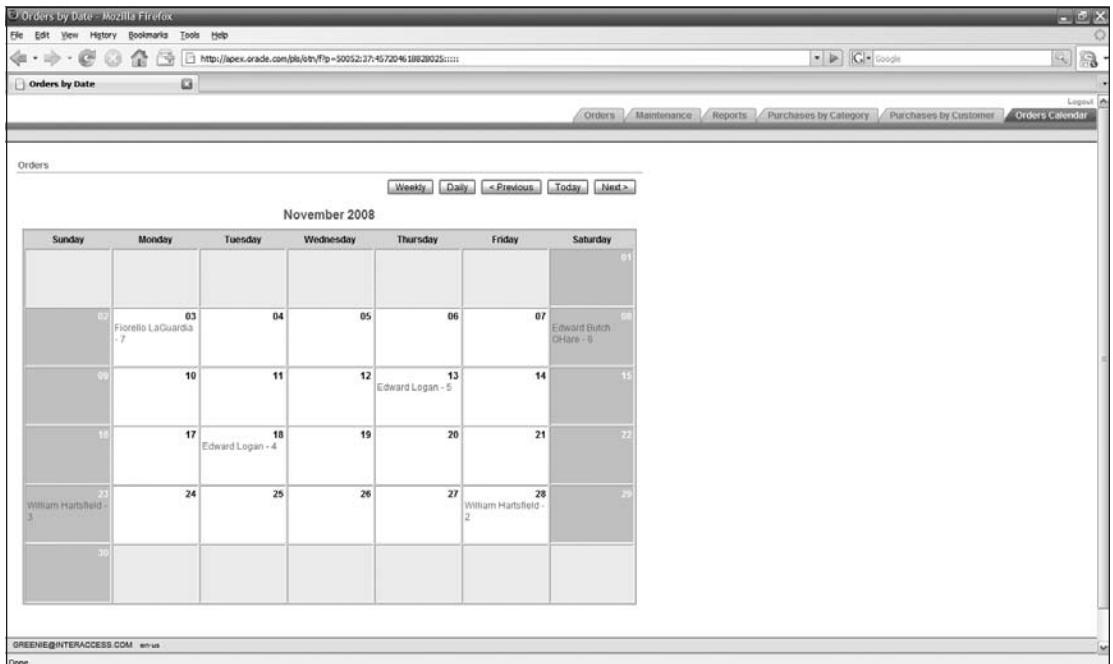 Orders by Date - Mozilla Firefox
File Edit View History Bookmarks Tools Help
http://apex.oracle.com/pls/otn/f?p=50052:37:457204618828025:::::
Google
Orders by Date
Logout
Orders Maintenance Reports Purchases by Category Purchases by Customer Orders Calendar
Orders
Weekly Daily < Previous Today Next >
November 2008
Sunday Monday Tuesday Wednesday Thursday Friday Saturday
01
02 03 04 05 06 07 08
Fiorello LaGuardia - 7
Edward Butch OHare - 6
09 10 11 12 13 14 15
Edward Logan - 5
16 17 18 19 20 21 22
Edward Logan - 4
23 24 25 26 27 28 29
William Hartsfield - 3
William Hartsfield - 2
30
GREENIE@INTERACCESS.COM en-us
Done